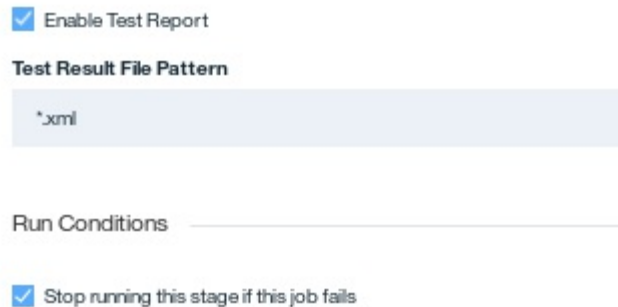 Enable Test Report
Test Result File Pattern
*.xml
Run Conditions
Stop running this stage if this job fails